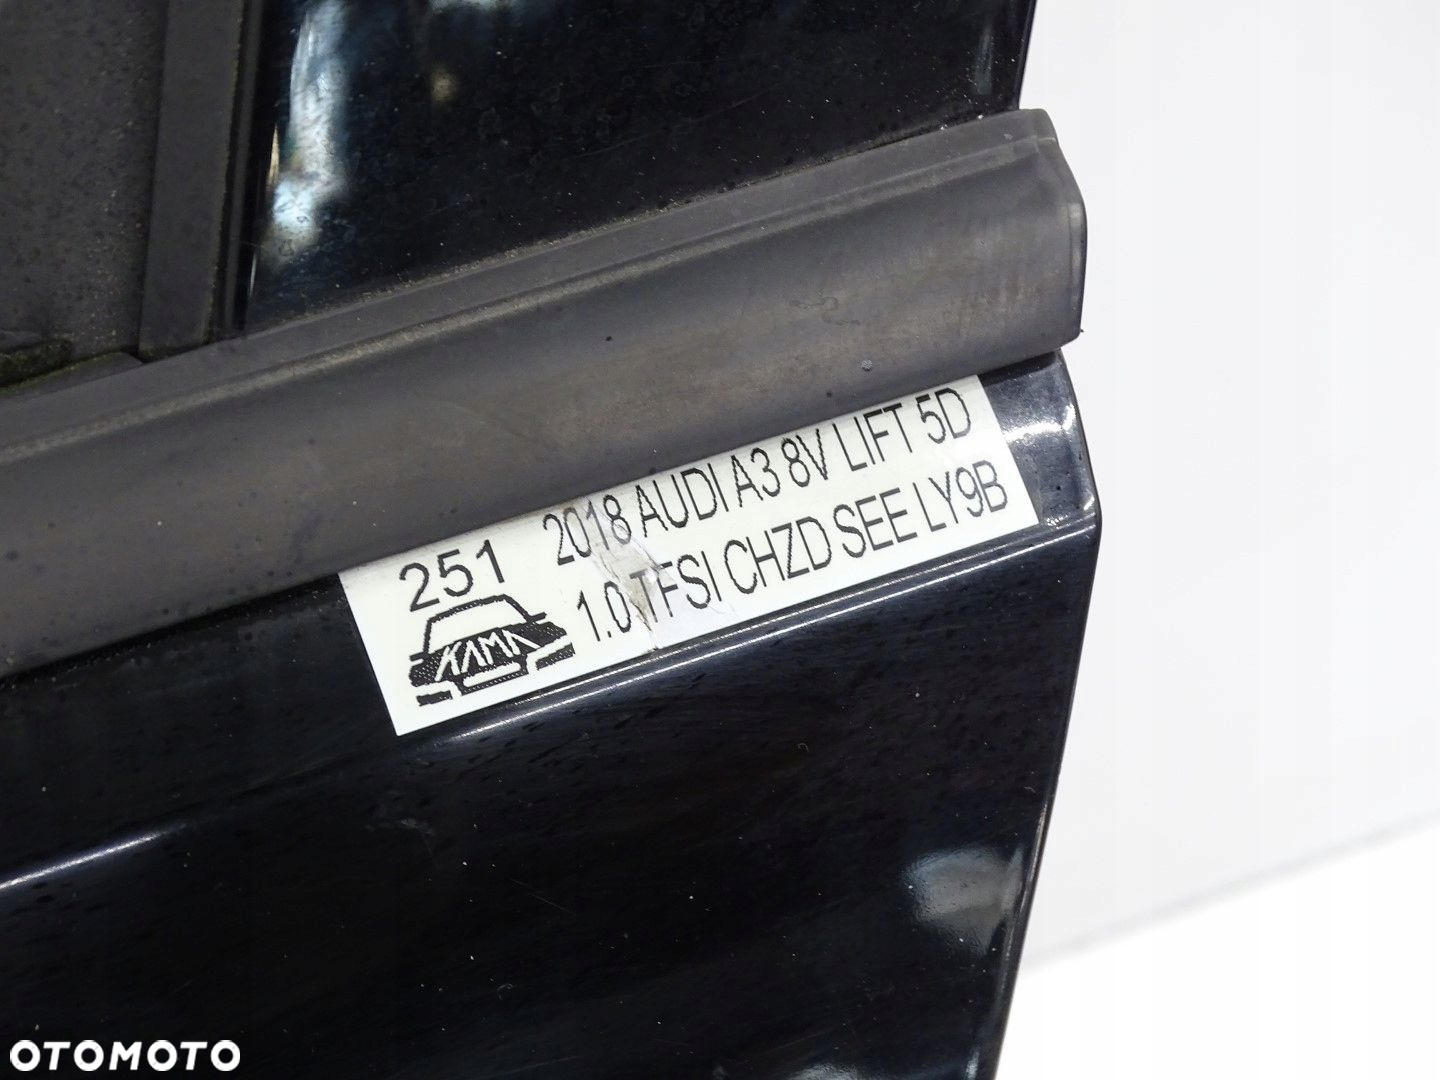 251
2018 AUDI A3 8V LIFT 5D
1.0 TFSI CHZD SEE LY9B
KAMA
OTOMOTO